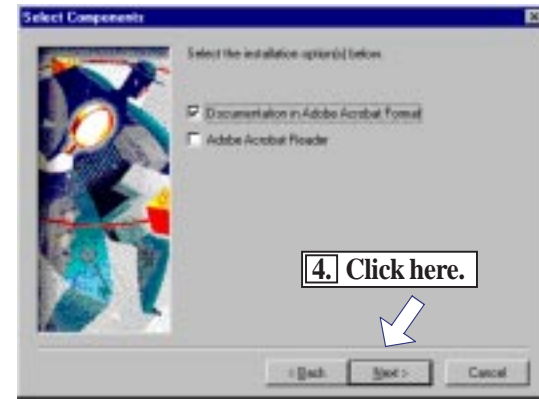 Select Components
Select the installation option(s) below.
Documentation in Adobe Acrobat Format
Adobe Acrobat Reader
4. Click here.
< Back Next > Cancel